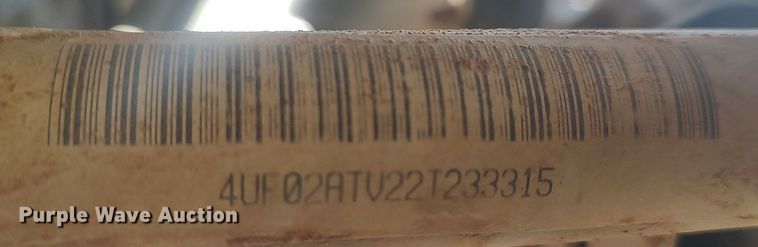 4UF02ATV22T233315
Purple Wave Auction